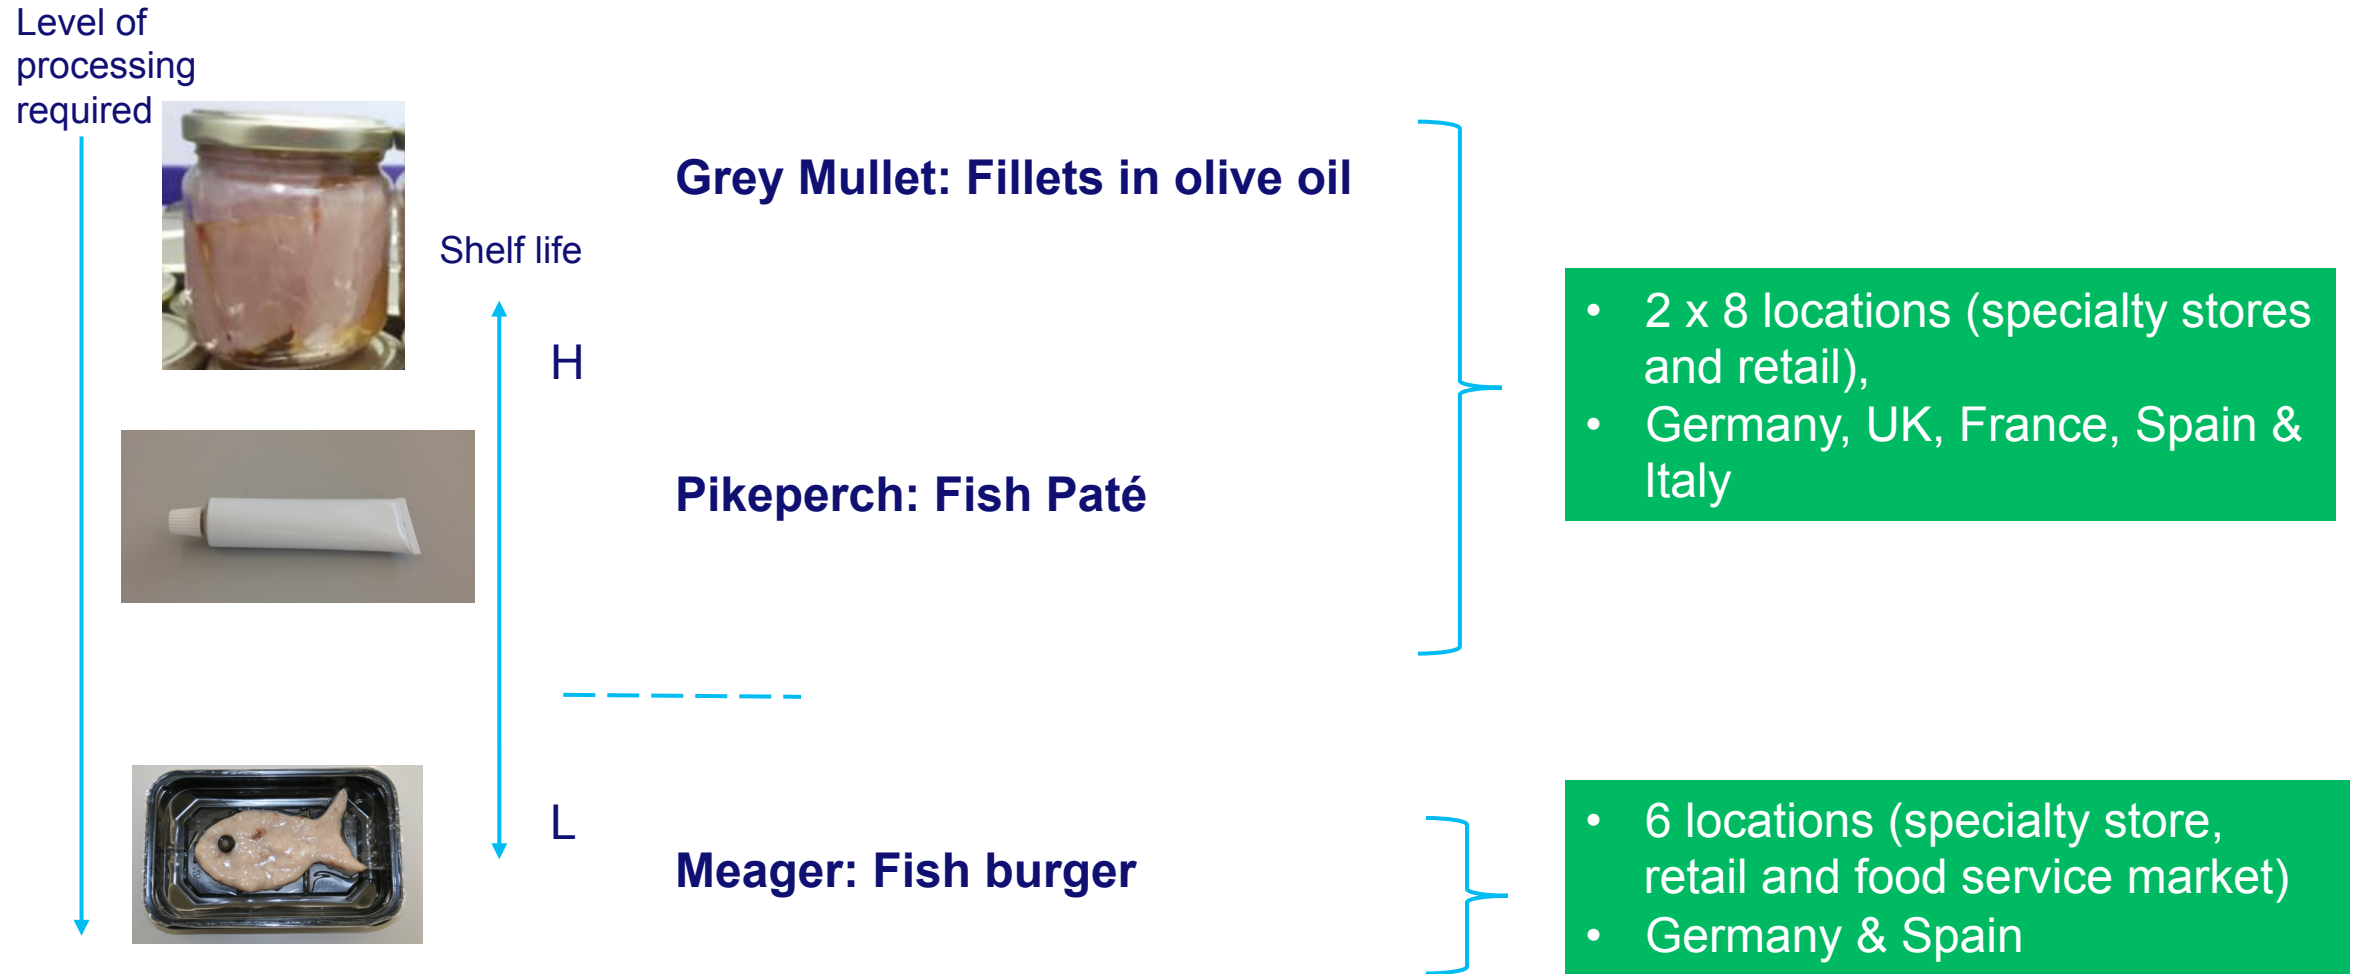 Level of
processing
required
Grey Mullet: Fillets in olive oil
Shelf life
H
• 2 x 8 locations (specialty stores
and retail),
• Germany, UK, France, Spain &
Italy
Pikeperch: Fish Paté
L
Meager: Fish burger
• 6 locations (specialty store,
retail and food service market)
• Germany & Spain